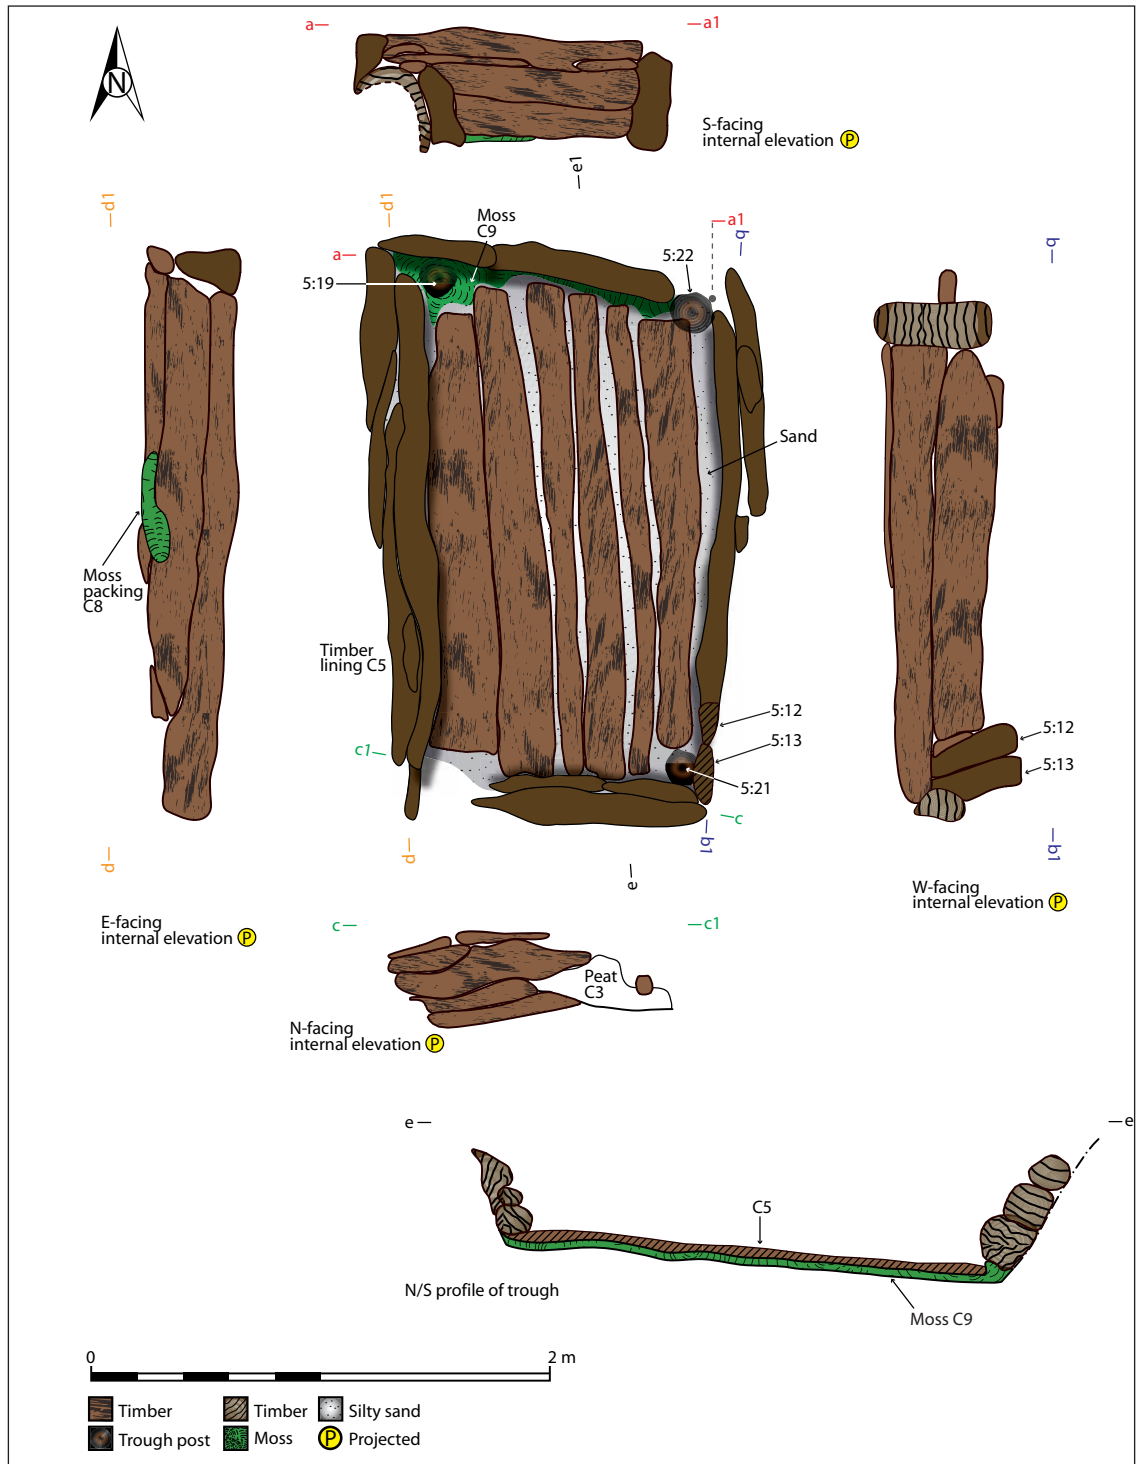 a
a1
N
S-facing
internal elevation P
e1
d1
d1
Moss
C9
a1
b
b
a
5:22
5:19
Sand
Moss
packing
C8
Timber
lining C5
5:12
5:13
5:12
5:13
c1
5:21
c
b1
b1
d
d
e
W-facing
internal elevation P
E-facing
internal elevation P
c
c1
Peat
C3
N-facing
internal elevation P
e
e
C5
N/S profile of trough
Moss C9
0
2 m
Timber
Timber
Silty sand
Trough post
Moss
P Projected